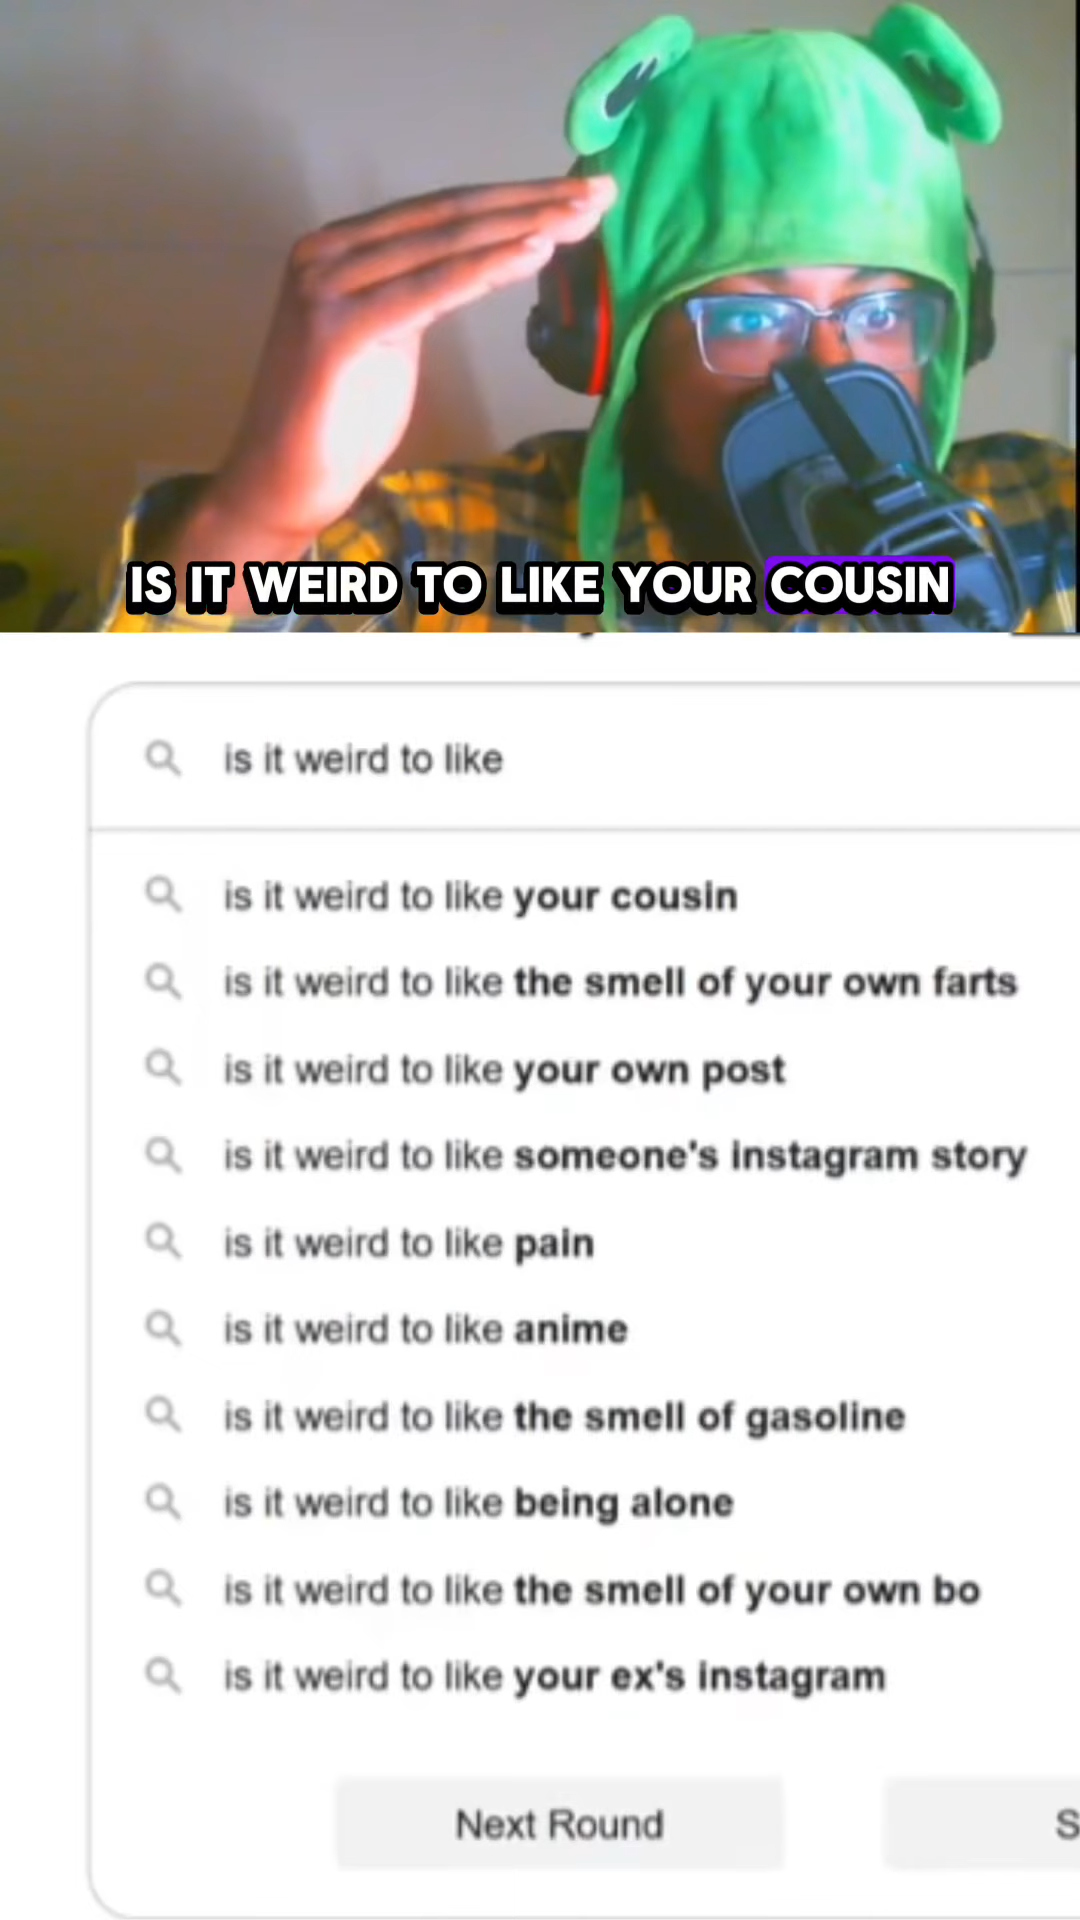 IS IT WEIRD TO LIKE YOUR COUSIN
is it weird to like
is it weird to like your cousin
is it weird to like the smell of your own farts
is it weird to like your own post
is it weird to like someone's instagram story
is it weird to like pain
is it weird to like anime
is it weird to like the smell of gasoline
is it weird to like being alone
is it weird to like the smell of your own bo
is it weird to like your ex's instagram
Next Round